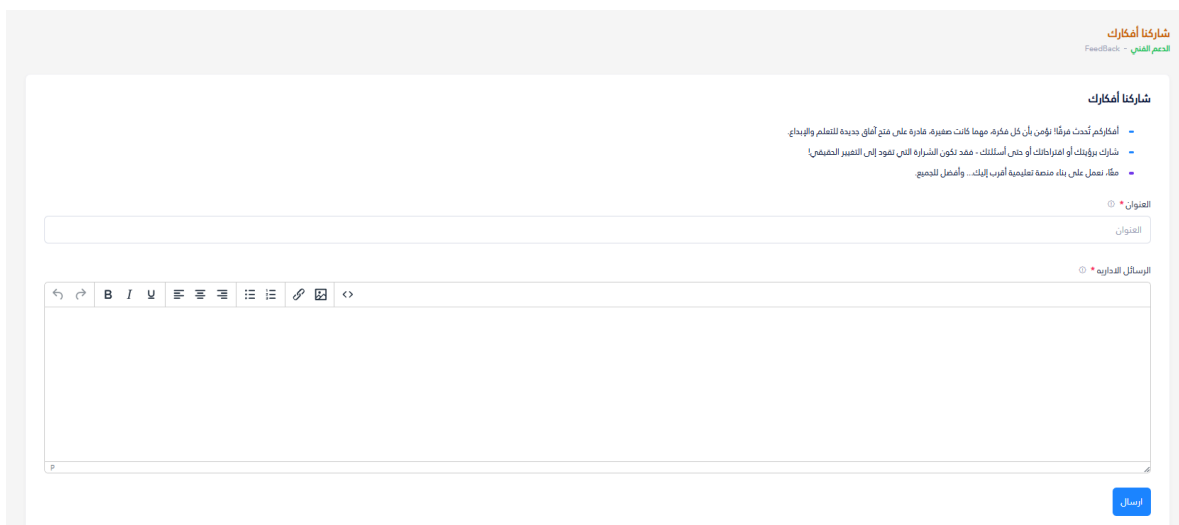 شاركنا أفكارك
الدعم الفني - FeedBack
شاركنا أفكارك
- أفكاركم تُحدث فرقًا! نؤمن بأن كل فكرة، مهما كانت صغيرة، قادرة على فتح آفاق جديدة للتعلم والإبداع.
- شارك برؤيتك أو اقتراحاتك أو حتى أسئلتك - فقد تكون الشرارة التي تقود إلى التغيير الحقيقي!
- معًا، نعمل على بناء منصة تعليمية أقرب إليك... وأفضل للجميع.
العنوان *
العنوان
الرسائل الاداريه *
B I U
P
ارسال